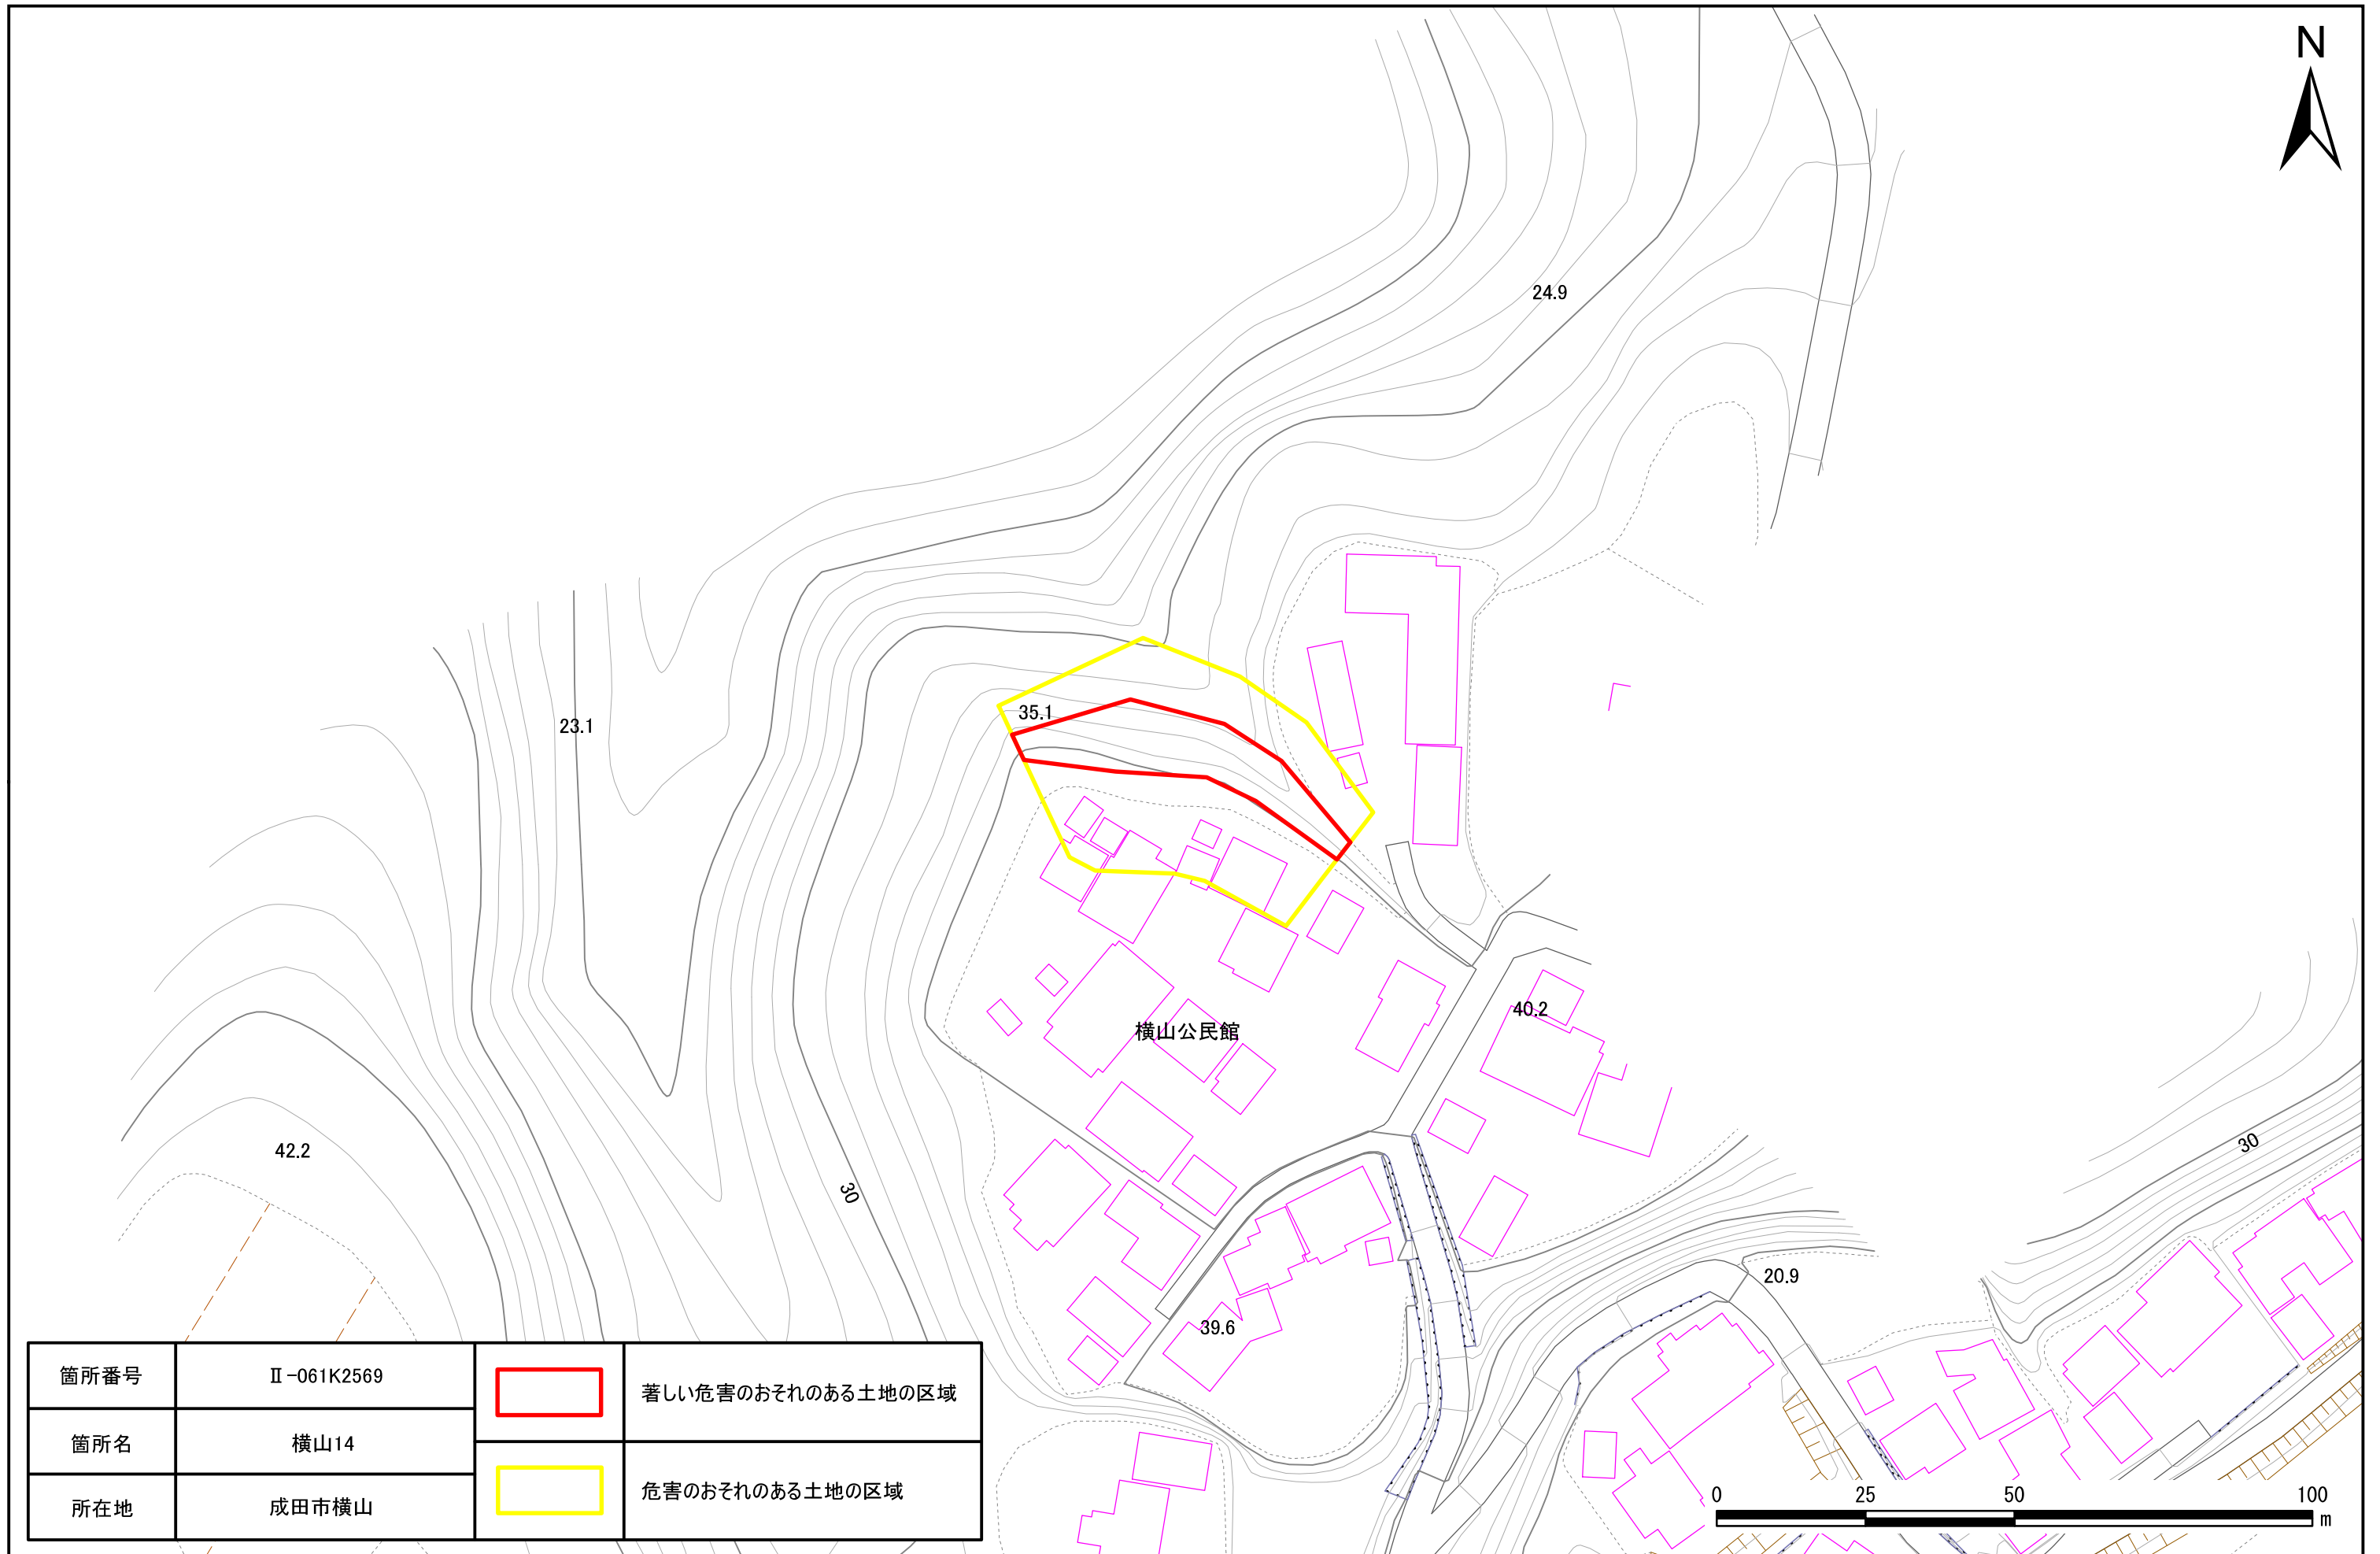 N
24.9
35.1
23.1
40.2
横山公民館
42.2
30
30
20.9
39.6
箇所番号 Ⅱ-061K2569
箇所名 横山14
所在地 成田市横山
著しい危害のおそれのある土地の区域
危害のおそれのある土地の区域
0 25 50 100
m